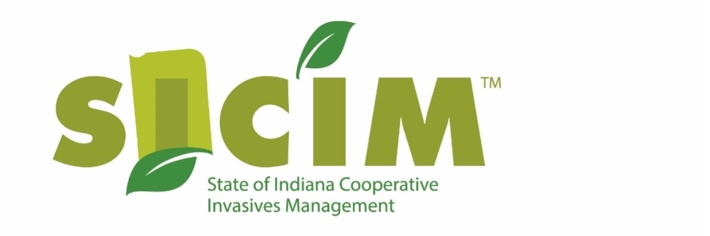 SICIM™
State of Indiana Cooperative
Invasives Management